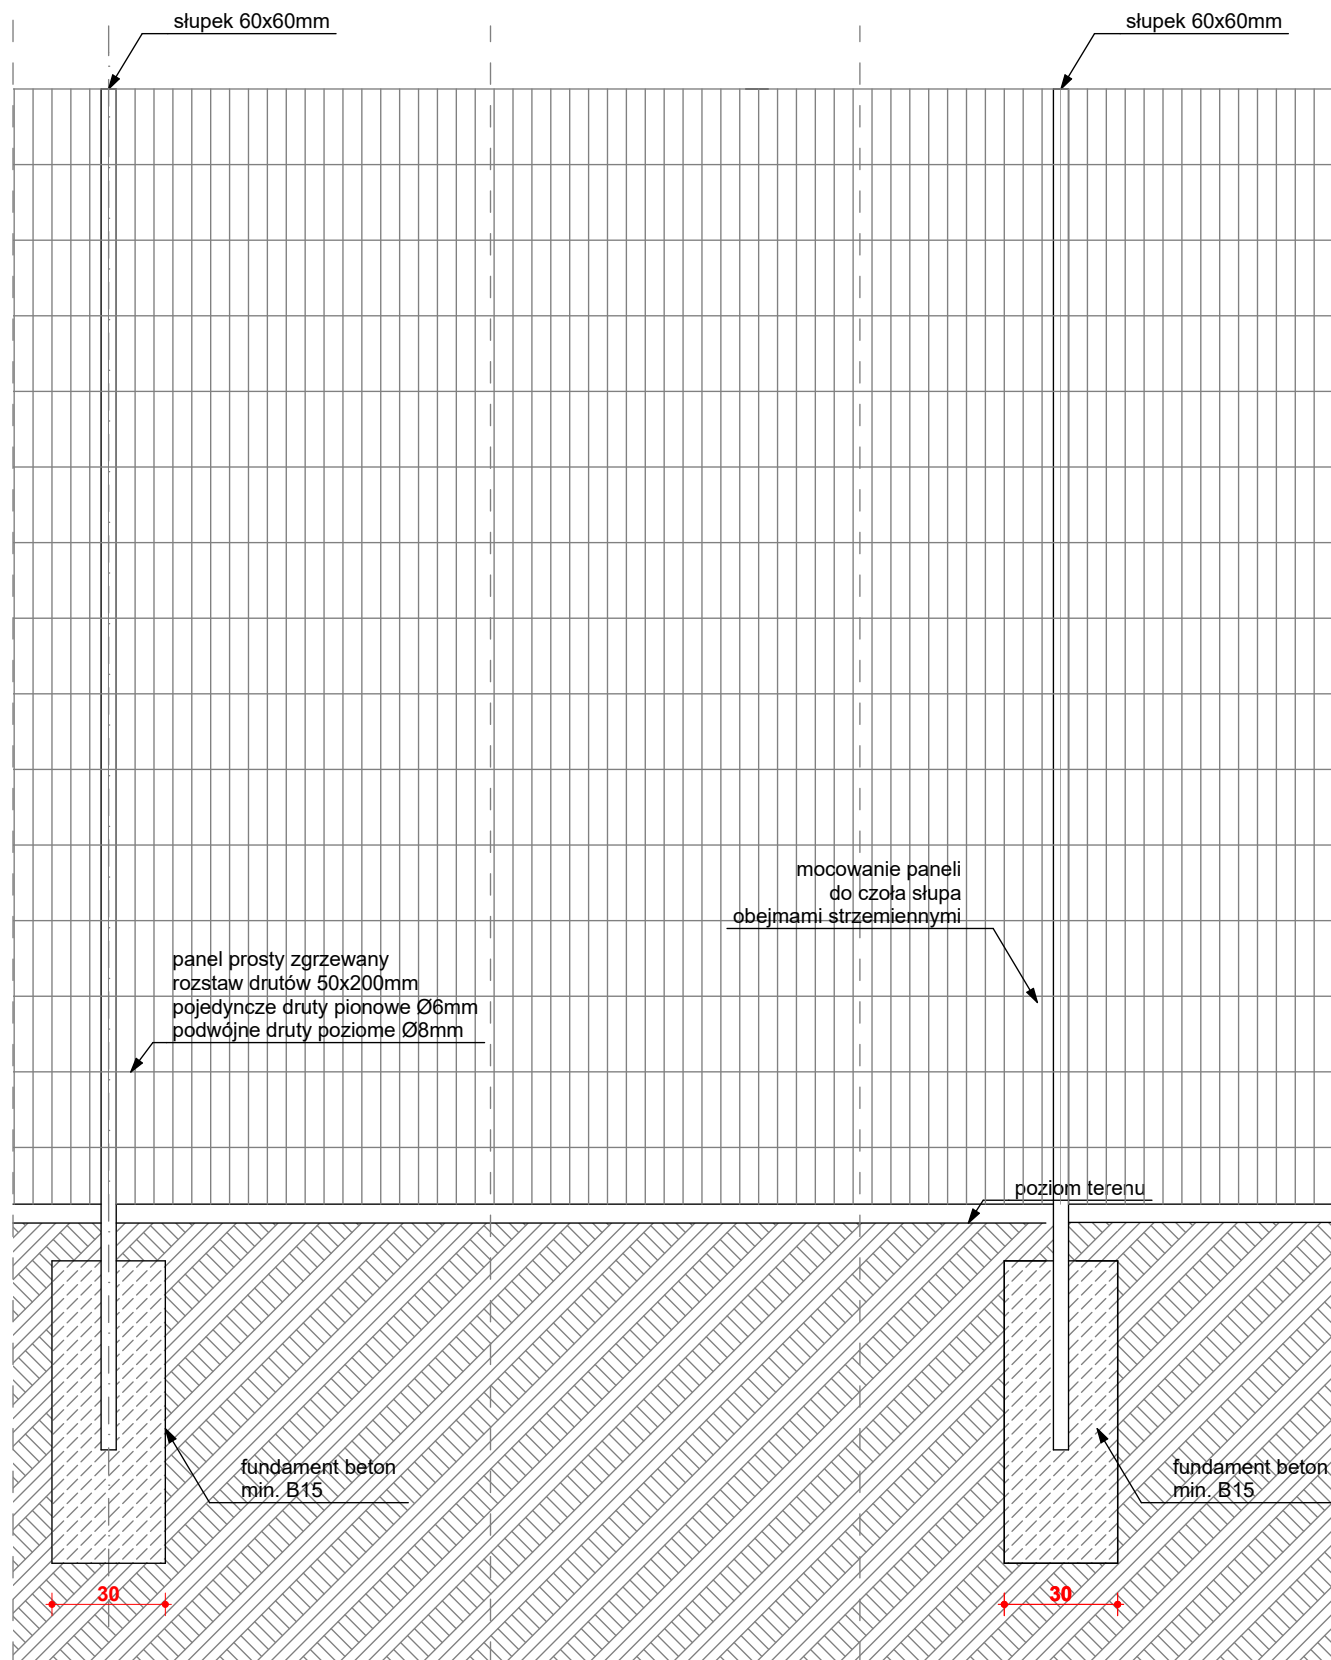 słupek 60x60mm
słupek 60x60mm
mocowanie paneli
do czoła słupa
obejmami strzemiennymi
panel prosty zgrzewany
rozstaw drutów 50x200mm
pojedyncze druty pionowe Ø6mm
podwójne druty poziome Ø8mm
poziom terenu
fundament beton
min. B15
fundament beton
min. B15
30
30